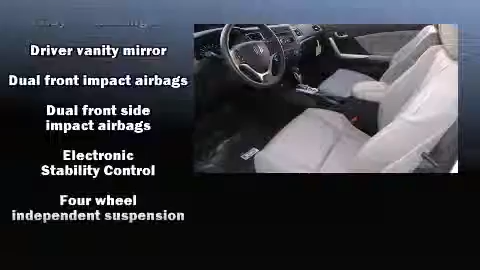 Driver vanity mirror
Dual front impact airbags
Dual front side
impact airbags
Electronic
Stability Control
Four wheel
independent suspension